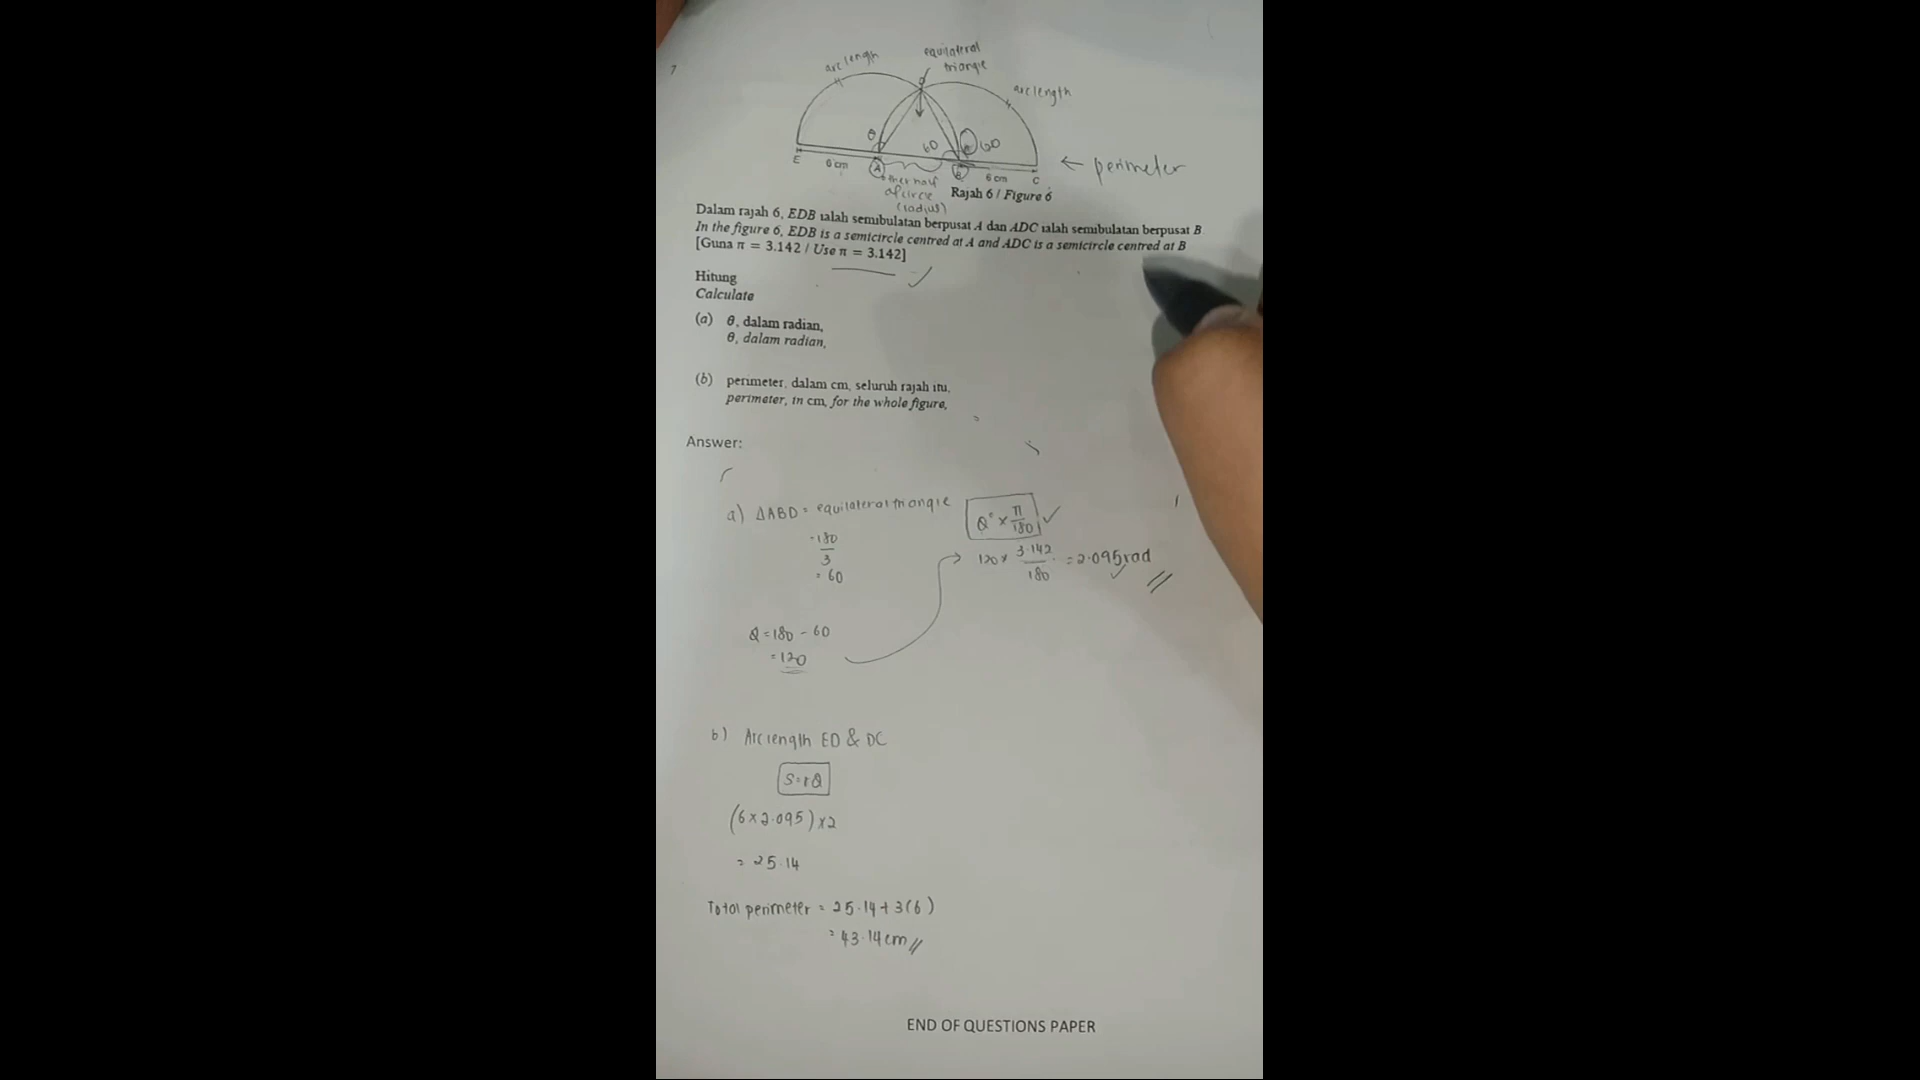 7
arc length
equilateral
triangle
D
arc length
θ
60
60
E
6 cm
A
B
6 cm
C
← perimeter
other half
of circle
(radius)
Rajah 6 / Figure 6
Dalam rajah 6, EDB ialah semibulatan berpusat A dan ADC ialah semibulatan berpusat B
In the figure 6, EDB is a semicircle centred at A and ADC is a semicircle centred at B
[Guna π = 3.142 / Use π = 3.142]
Hitung
Calculate
(a) θ, dalam radian,
θ, dalam radian,
(b) perimeter, dalam cm, seluruh rajah itu,
perimeter, in cm, for the whole figure,
Answer:
a) ΔABD = equilateral triangle
180
3
= 60
θ° × π/180
120 × 3.142/180 = 2.095 rad
θ = 180 - 60
= 120
b) Arc length ED & DC
S = rθ
(6 × 2.095) × 2
= 25.14
Total perimeter = 25.14 + 3(6)
= 43.14 cm
END OF QUESTIONS PAPER